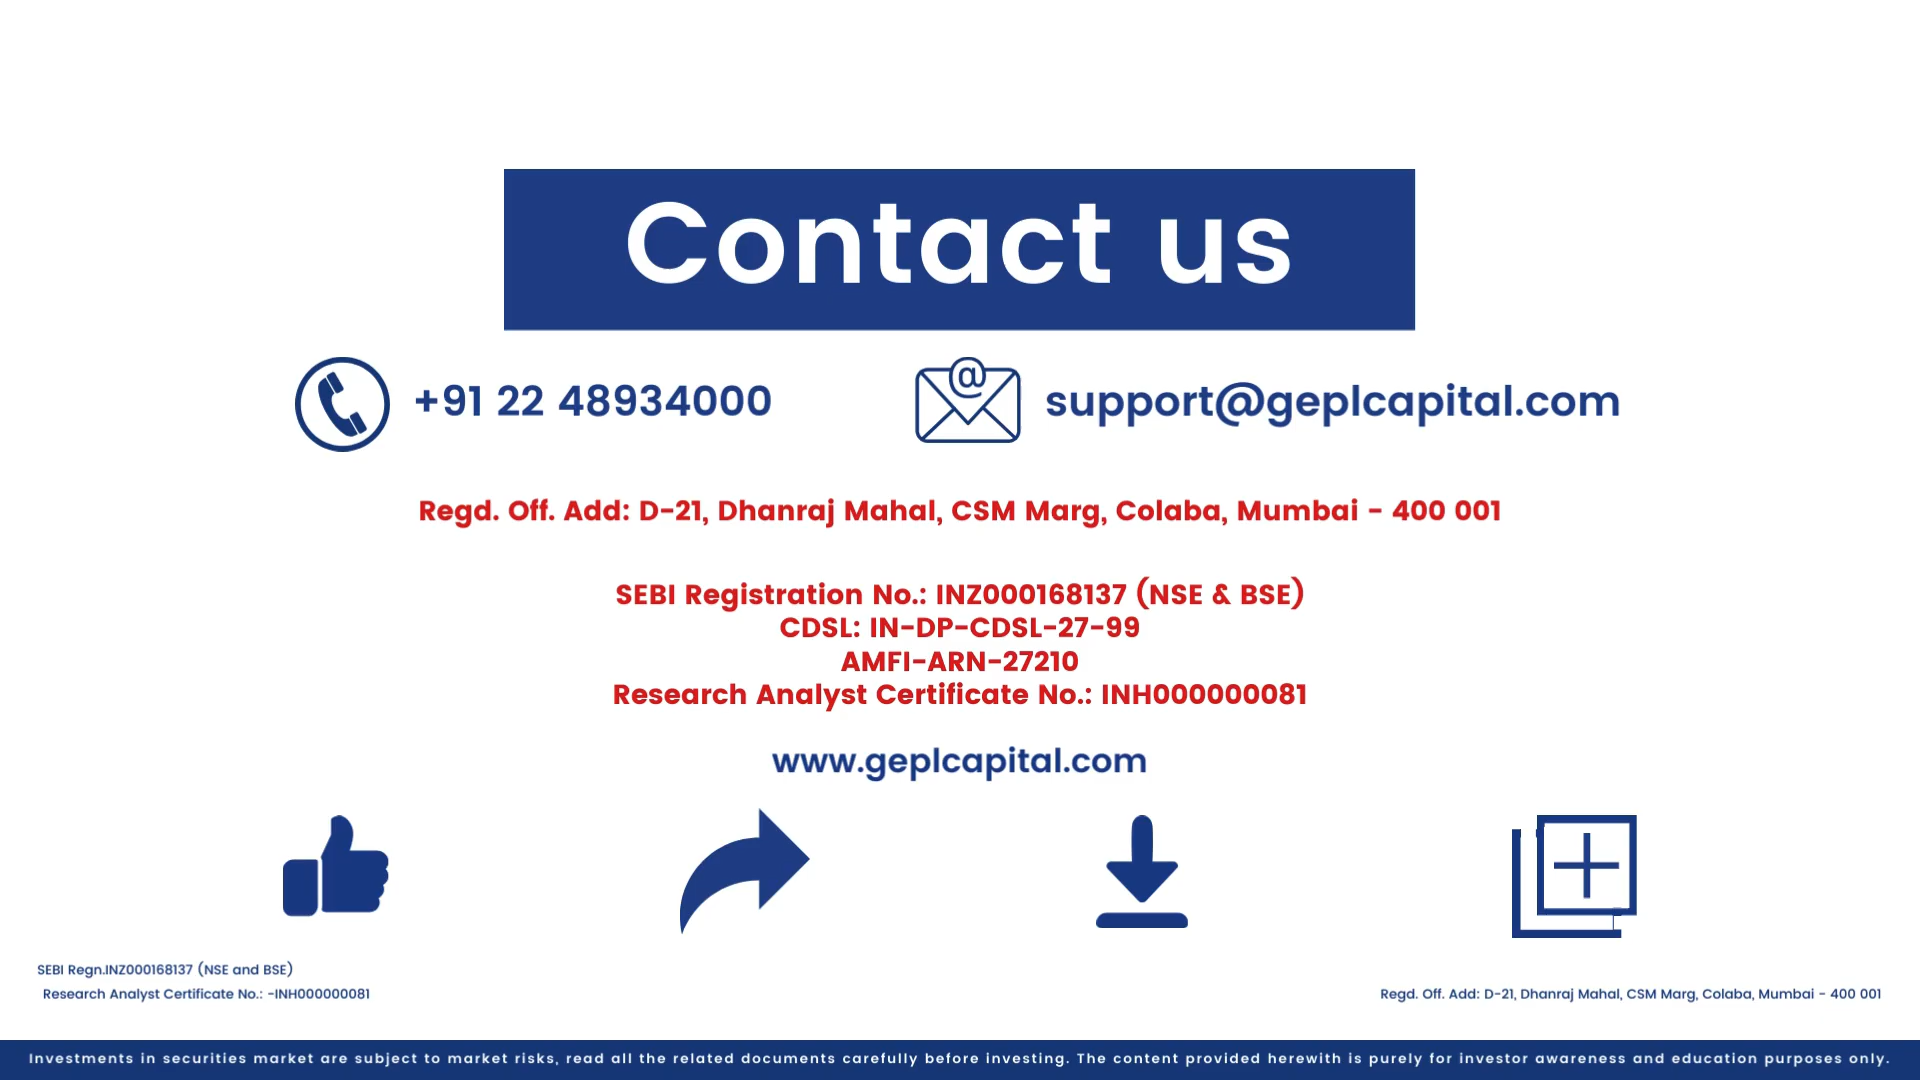 Contact us
+91 22 48934000
@
support@geplcapital.com
Regd. Off. Add: D-21, Dhanraj Mahal, CSM Marg, Colaba, Mumbai - 400 001
SEBI Registration No.: INZ000168137 (NSE & BSE)
CDSL: IN-DP-CDSL-27-99
AMFI-ARN-27210
Research Analyst Certificate No.: INH000000081
www.geplcapital.com
SEBI Regn.INZ000168137 (NSE and BSE)
Research Analyst Certificate No.: -INH000000081
Regd. Off. Add: D-21, Dhanraj Mahal, CSM Marg, Colaba, Mumbai - 400 001
Investments in securities market are subject to market risks, read all the related documents carefully before investing. The content provided herewith is purely for investor awareness and education purposes only.